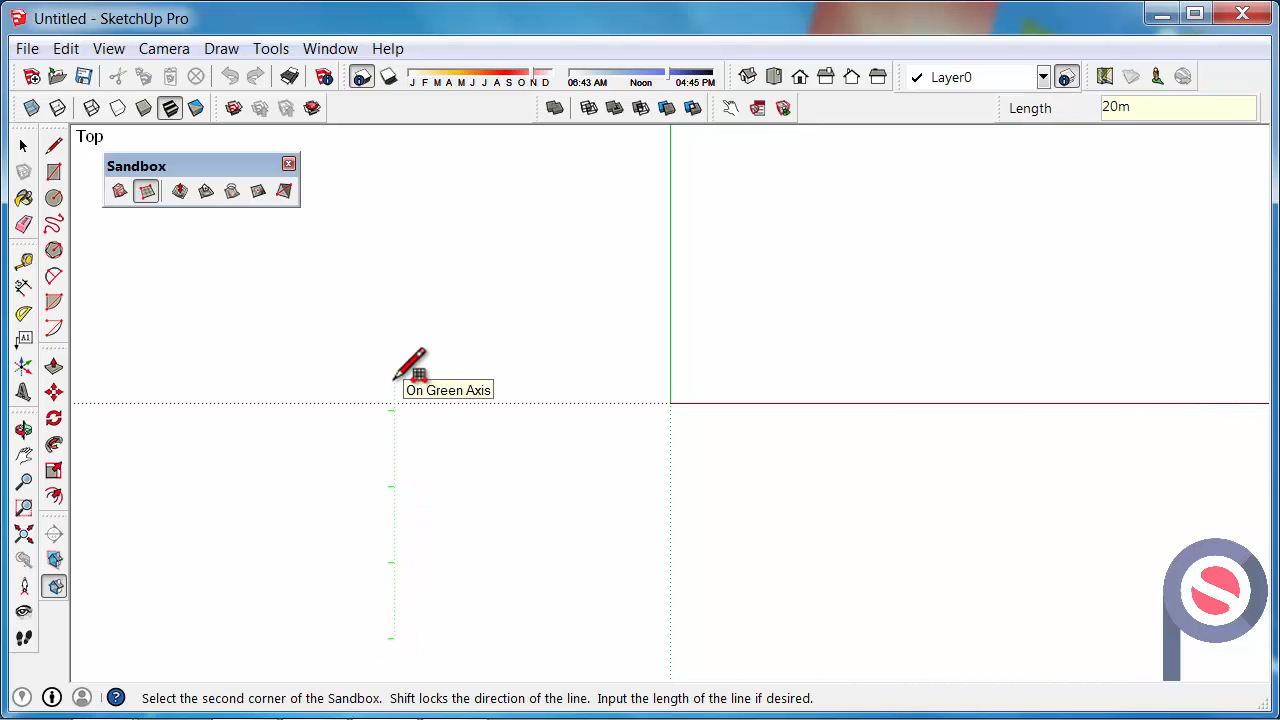 Untitled - SketchUp Pro
File Edit View Camera Draw Tools Window Help
J F M A M J J A S O N D
06:43 AM Noon 04:45 PM
Layer0
Length 20m
Top
Sandbox
A1
On Green Axis
Select the second corner of the Sandbox. Shift locks the direction of the line. Input the length of the line if desired.